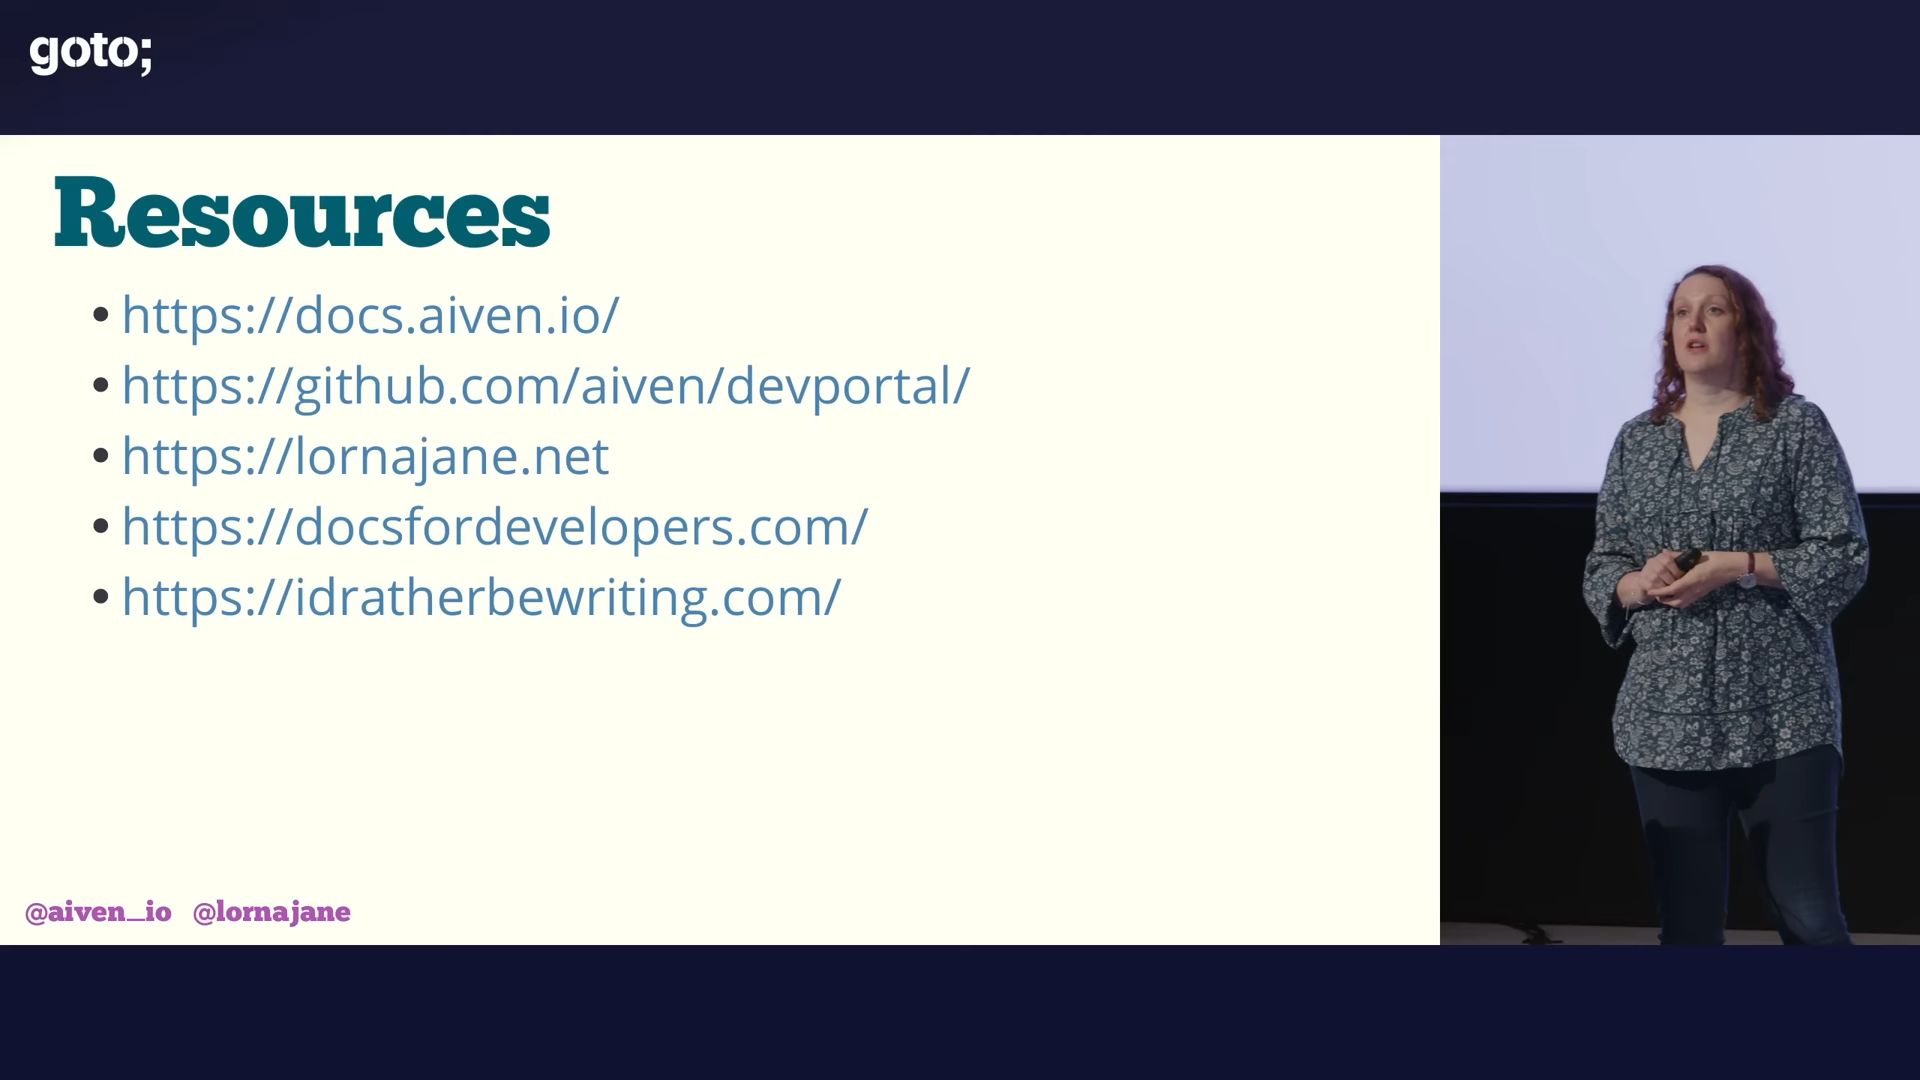 goto;
Resources
• https://docs.aiven.io/
• https://github.com/aiven/devportal/
• https://lornajane.net
• https://docsfordevelopers.com/
• https://idratherbewriting.com/
@aiven_io @lornajane